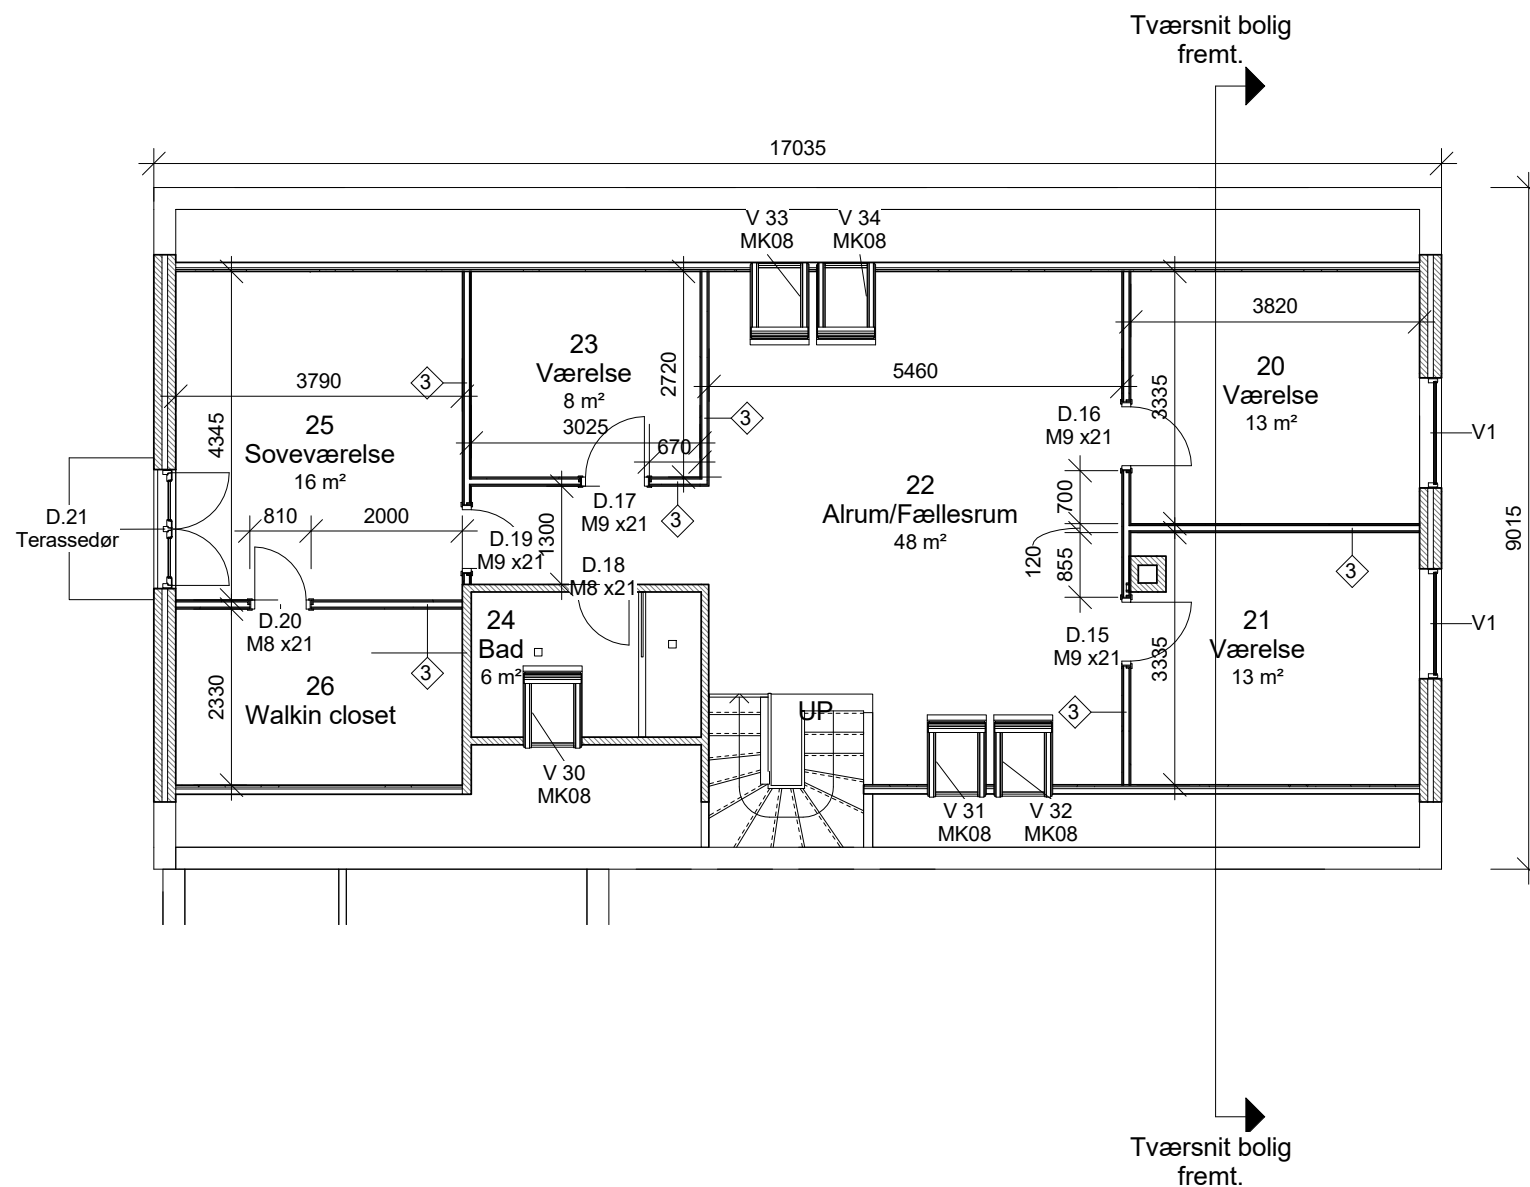 Tværsnit bolig
fremt.
17035
V 33
MK08
V 34
MK08
3820
23
Værelse
8 m²
2720
3
3790
5460
20
Værelse
13 m²
3335
3
D.16
M9 x21
4345
25
Soveværelse
16 m²
3025
670
V1
22
Alrum/Fællesrum
48 m²
700
D.21
Terassedør
810
2000
D.17
M9 x21
3
D.19
M9 x21
1300
9015
120
855
3
D.18
M8 x21
D.20
M8 x21
24
Bad
6 m²
D.15
M9 x21
3335
21
Værelse
13 m²
V1
3
2330
26
Walkin closet
UP
3
V 30
MK08
V 31
MK08
V 32
MK08
Tværsnit bolig
fremt.